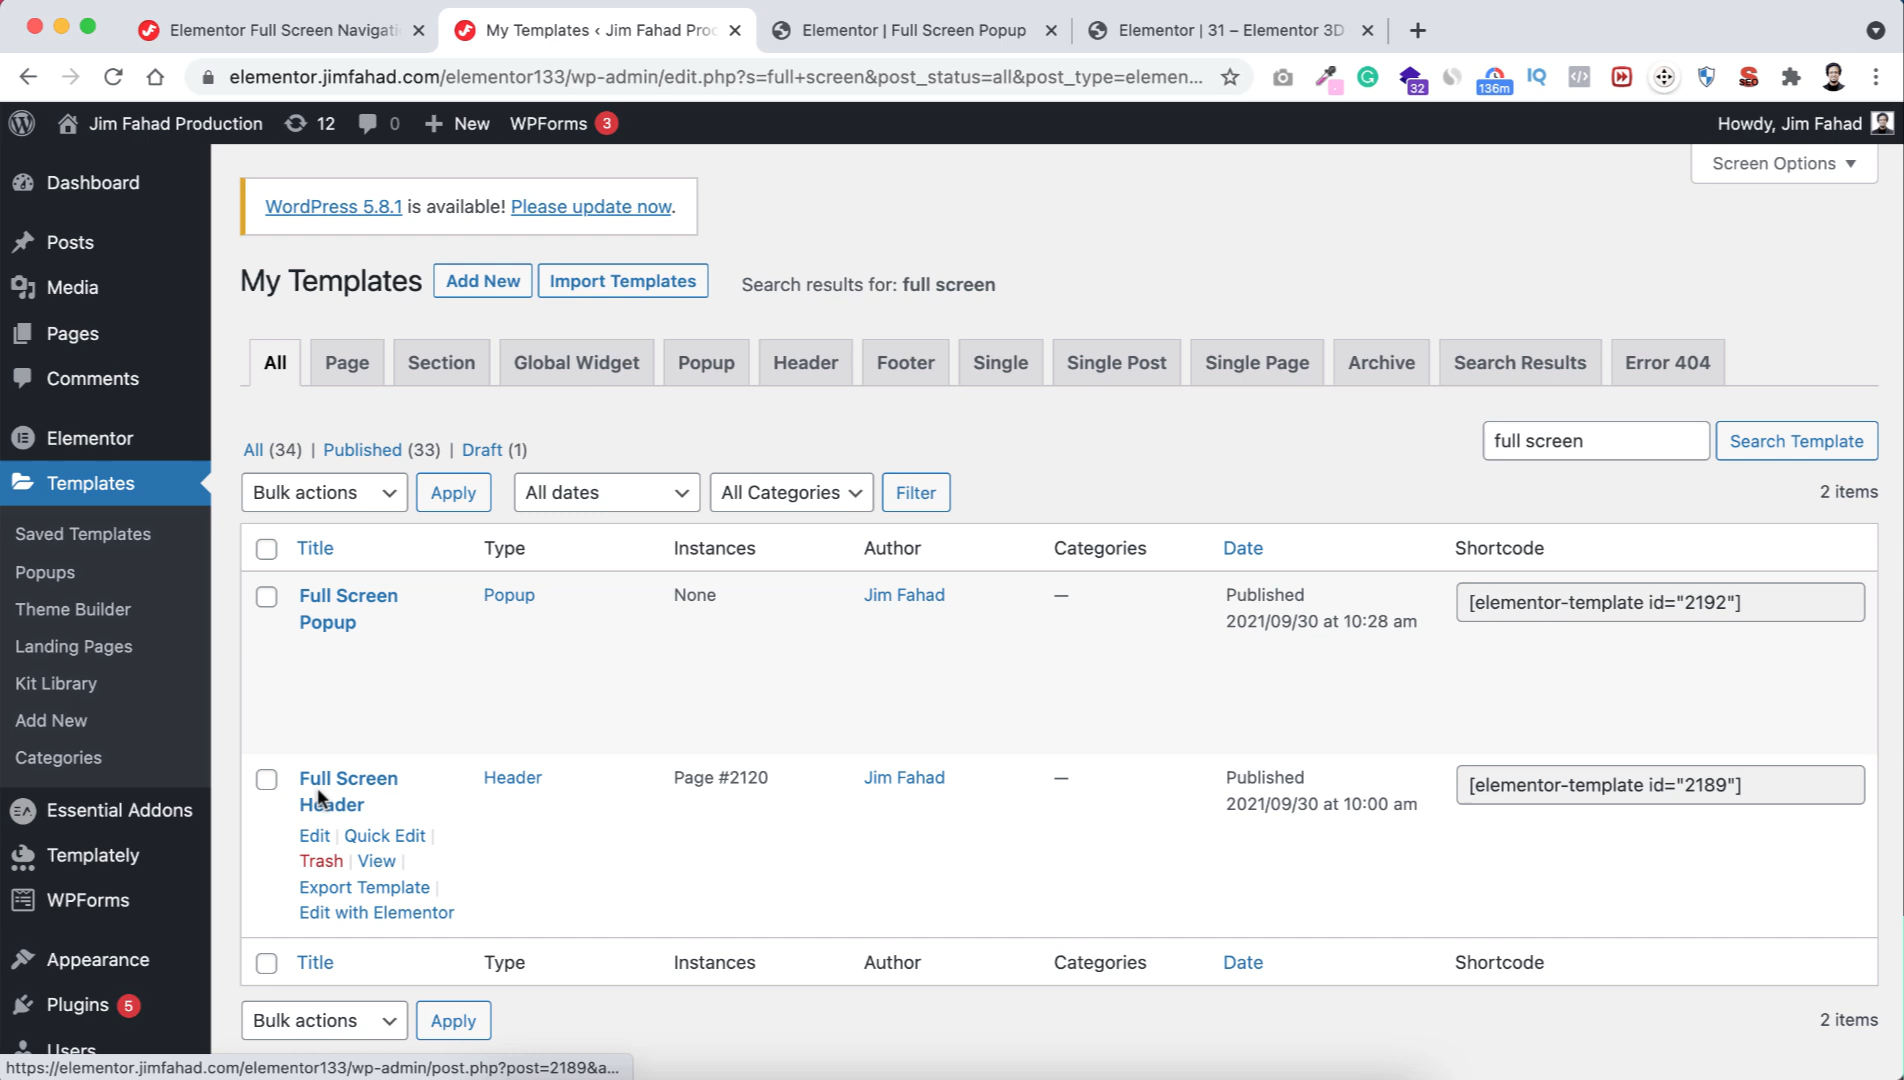 Elementor Full Screen Navigati
My Templates ‹ Jim Fahad Proc
Elementor | Full Screen Popup
Elementor | 31 – Elementor 3D
elementor.jimfahad.com/elementor133/wp-admin/edit.php?s=full+screen&post_status=all&post_type=elemen...
32
136m
IQ
SEO
Jim Fahad Production
12
0
New
WPForms 3
Howdy, Jim Fahad
Screen Options
Dashboard
Posts
Media
Pages
Comments
Elementor
Templates
Saved Templates
Popups
Theme Builder
Landing Pages
Kit Library
Add New
Categories
EA Essential Addons
Templately
WPForms
Appearance
Plugins 5
Users
WordPress 5.8.1 is available! Please update now.
My Templates Add New Import Templates Search results for: full screen
All Page Section Global Widget Popup Header Footer Single Single Post Single Page Archive Search Results Error 404
All (34) | Published (33) | Draft (1)
full screen Search Template
Bulk actions Apply All dates All Categories Filter
2 items
Title Type Instances Author Categories Date Shortcode
Full Screen Popup None Jim Fahad — Published [elementor-template id="2192"]
Popup 2021/09/30 at 10:28 am
Full Screen Header Page #2120 Jim Fahad — Published [elementor-template id="2189"]
Header 2021/09/30 at 10:00 am
Edit | Quick Edit |
Trash | View |
Export Template |
Edit with Elementor
Title Type Instances Author Categories Date Shortcode
Bulk actions Apply
2 items
https://elementor.jimfahad.com/elementor133/wp-admin/post.php?post=2189&a...